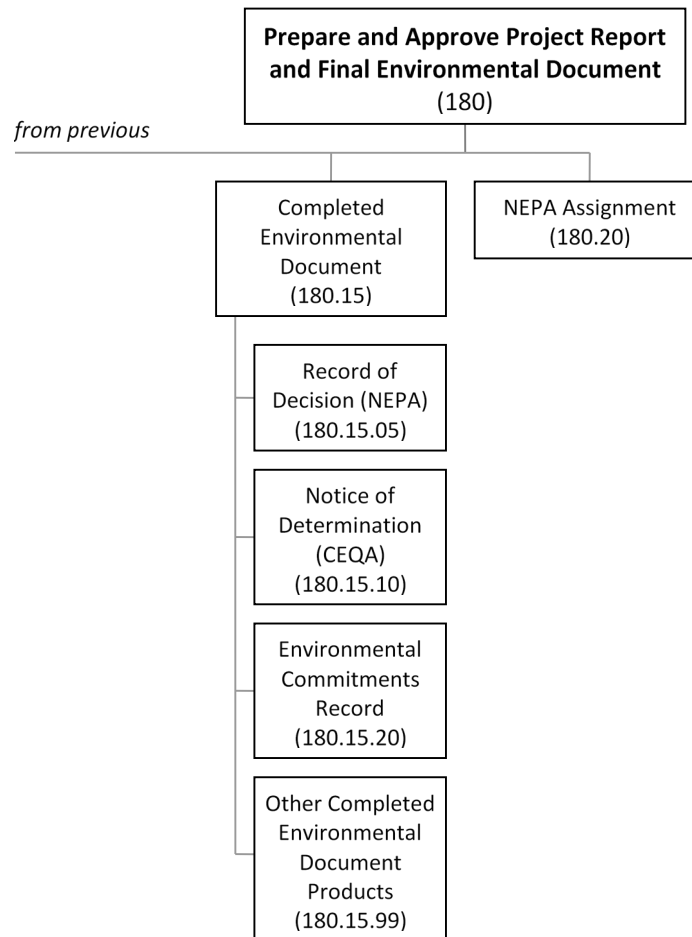 Prepare and Approve Project Report
and Final Environmental Document
(180)
from previous
Completed
Environmental
Document
(180.15)
NEPA Assignment
(180.20)
Record of
Decision (NEPA)
(180.15.05)
Notice of
Determination
(CEQA)
(180.15.10)
Environmental
Commitments
Record
(180.15.20)
Other Completed
Environmental
Document
Products
(180.15.99)